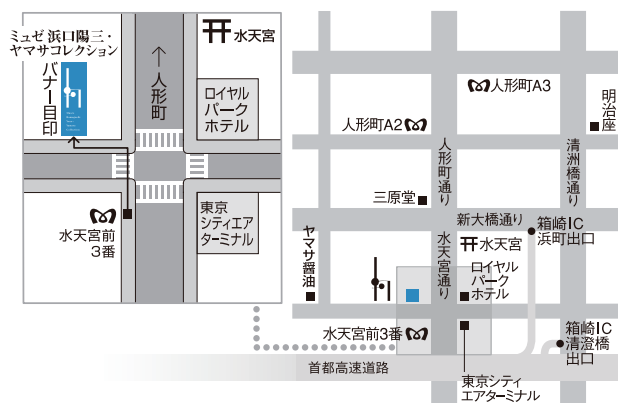 ミュゼ浜口陽三・
ヤマサコレクション
バナー目印
↑人形町
水天宮
ロイヤル
パーク
ホテル
水天宮前
3番
東京
シティエア
ターミナル
人形町A3
人形町A2
明治座
人形町通り
清洲橋通り
三原堂
新大橋通り
箱崎IC
浜町出口
ヤマサ醤油
水天宮通り
水天宮
ロイヤル
パーク
ホテル
水天宮前3番
箱崎IC
清澄橋
出口
首都高速道路
東京シティ
エアターミナル